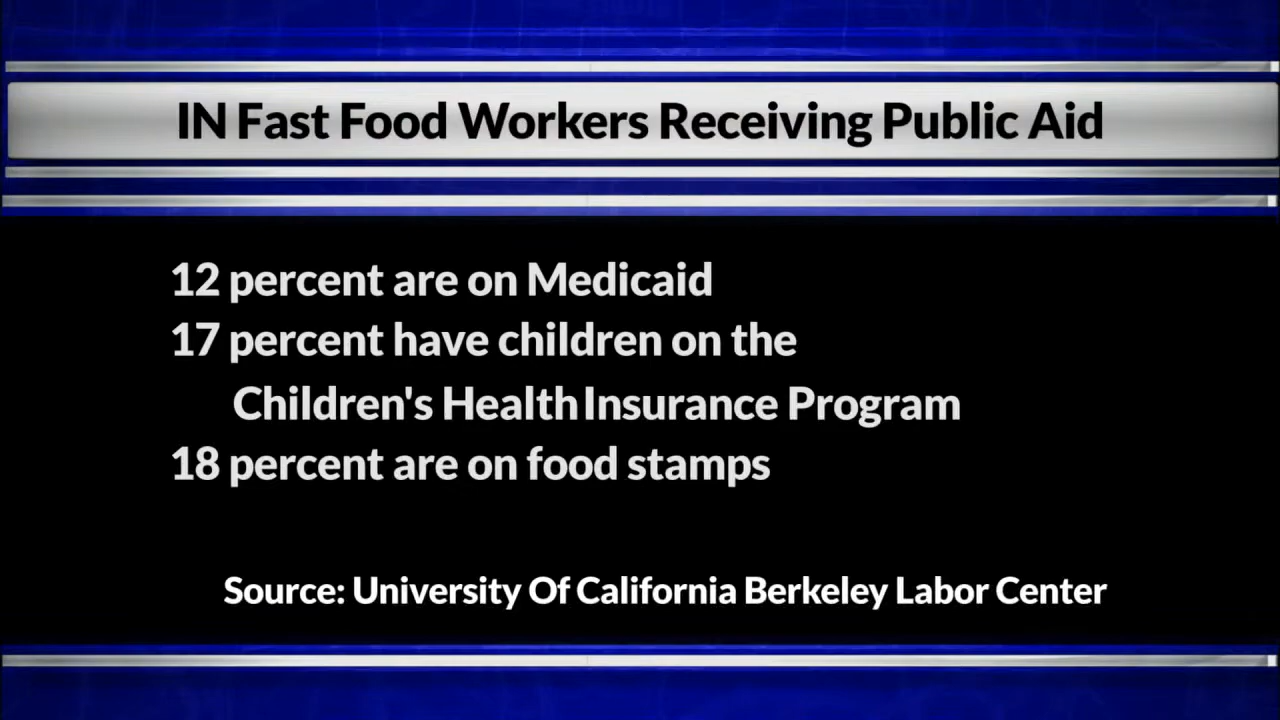 IN Fast Food Workers Receiving Public Aid
12 percent are on Medicaid
17 percent have children on the
Children's Health Insurance Program
18 percent are on food stamps
Source: University Of California Berkeley Labor Center